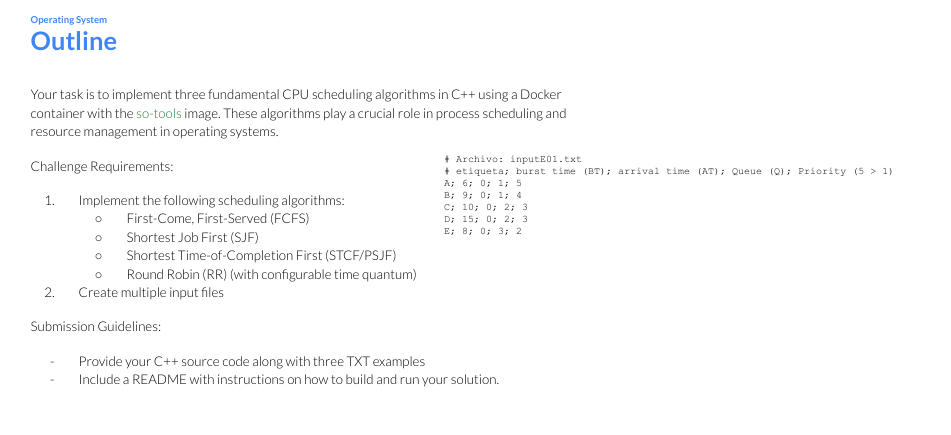 Operating System
Outline
Your task is to implement three fundamental CPU scheduling algorithms in C++ using a Docker
container with the so-tools image. These algorithms play a crucial role in process scheduling and
resource management in operating systems.
Challenge Requirements:
1. Implement the following scheduling algorithms:
○ First-Come, First-Served (FCFS)
○ Shortest Job First (SJF)
○ Shortest Time-of-Completion First (STCF/PSJF)
○ Round Robin (RR) (with configurable time quantum)
2. Create multiple input files
Submission Guidelines:
- Provide your C++ source code along with three TXT examples
- Include a README with instructions on how to build and run your solution.
# Archivo: inputE01.txt
# etiqueta; burst time (BT); arrival time (AT); Queue (Q); Priority (5 > 1)
A; 6; 0; 1; 5
B; 9; 0; 1; 4
C; 10; 0; 2; 3
D; 15; 0; 2; 3
E; 8; 0; 3; 2